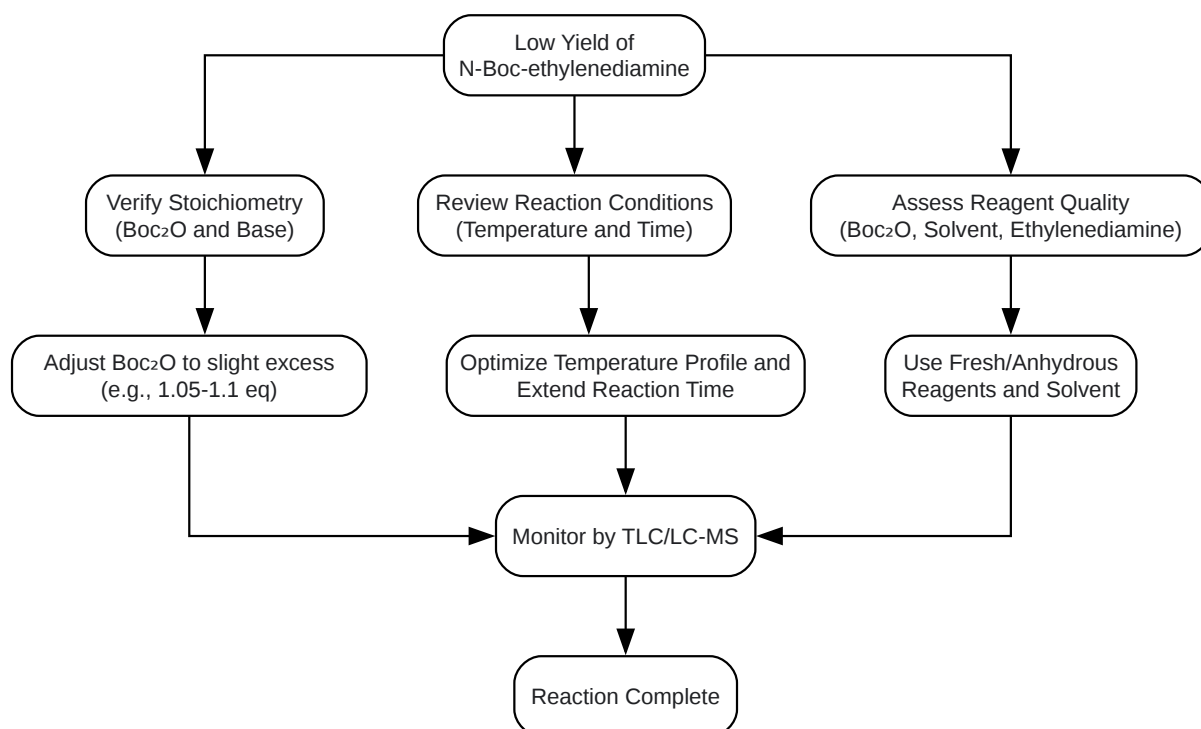 Low Yield of
N-Boc-ethylenediamine
Verify Stoichiometry
(Boc₂O and Base)
Review Reaction Conditions
(Temperature and Time)
Assess Reagent Quality
(Boc₂O, Solvent, Ethylenediamine)
Adjust Boc₂O to slight excess
(e.g., 1.05-1.1 eq)
Optimize Temperature Profile and
Extend Reaction Time
Use Fresh/Anhydrous
Reagents and Solvent
Monitor by TLC/LC-MS
Reaction Complete